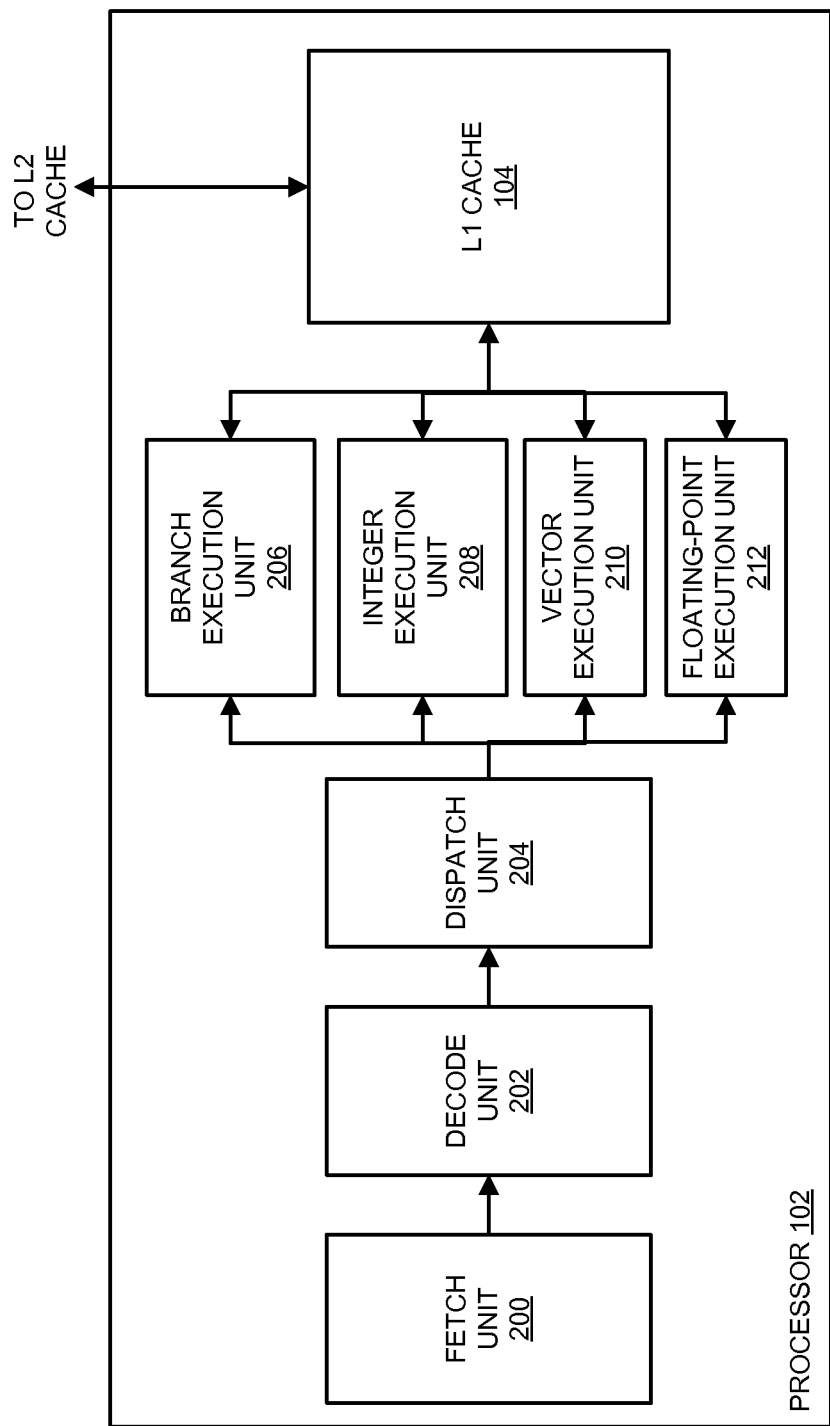 TO L2
CACHE
FETCH
UNIT
200
DECODE
UNIT
202
DISPATCH
UNIT
204
BRANCH
EXECUTION
UNIT
206
INTEGER
EXECUTION
UNIT
208
VECTOR
EXECUTION UNIT
210
FLOATING-POINT
EXECUTION UNIT
212
L1 CACHE
104
PROCESSOR 102